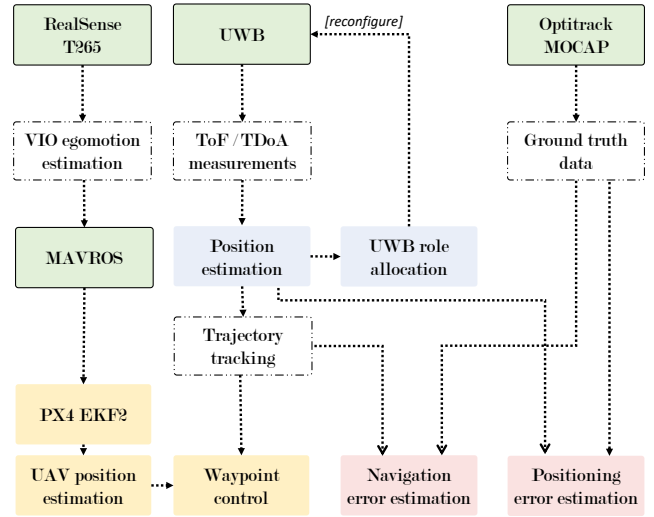 RealSense
T265
UWB
[reconfigure]
Optitrack
MOCAP
VIO egomotion
estimation
ToF / TDoA
measurements
Ground truth
data
MAVROS
Position
estimation
UWB role
allocation
Trajectory
tracking
PX4 EKF2
UAV position
estimation
Waypoint
control
Navigation
error estimation
Positioning
error estimation